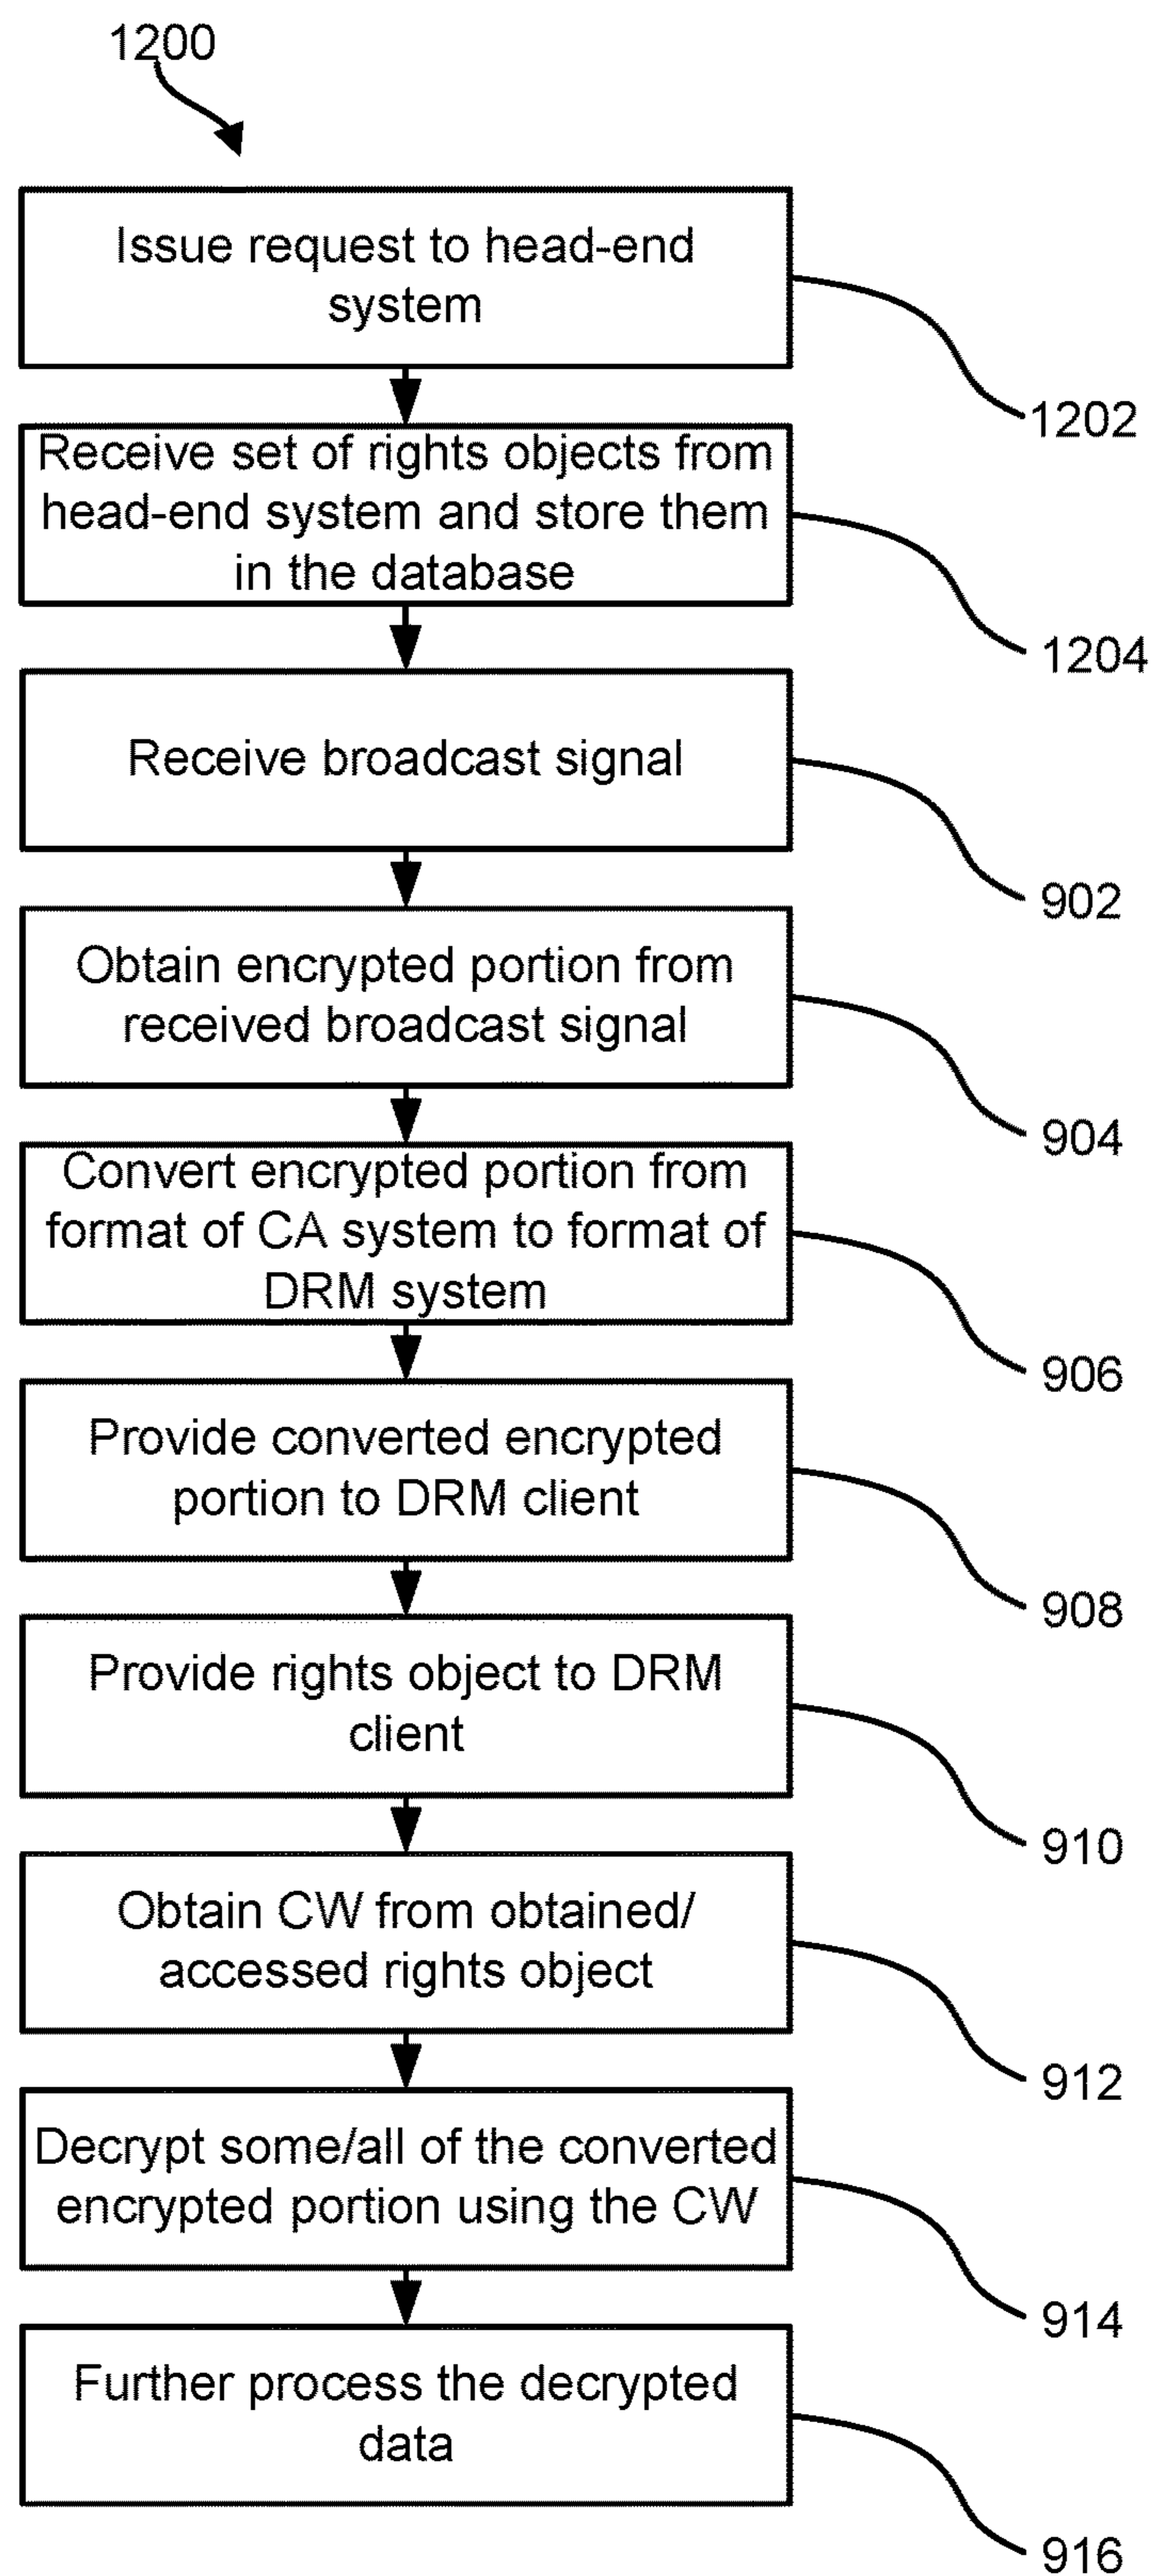 1200
Issue request to head-end
system
1202
Receive set of rights objects from
head-end system and store them
in the database
1204
Receive broadcast signal
902
Obtain encrypted portion from
received broadcast signal
904
Convert encrypted portion from
format of CA system to format of
DRM system
906
Provide converted encrypted
portion to DRM client
908
Provide rights object to DRM
client
910
Obtain CW from obtained/
accessed rights object
912
Decrypt some/all of the converted
encrypted portion using the CW
914
Further process the decrypted
data
916